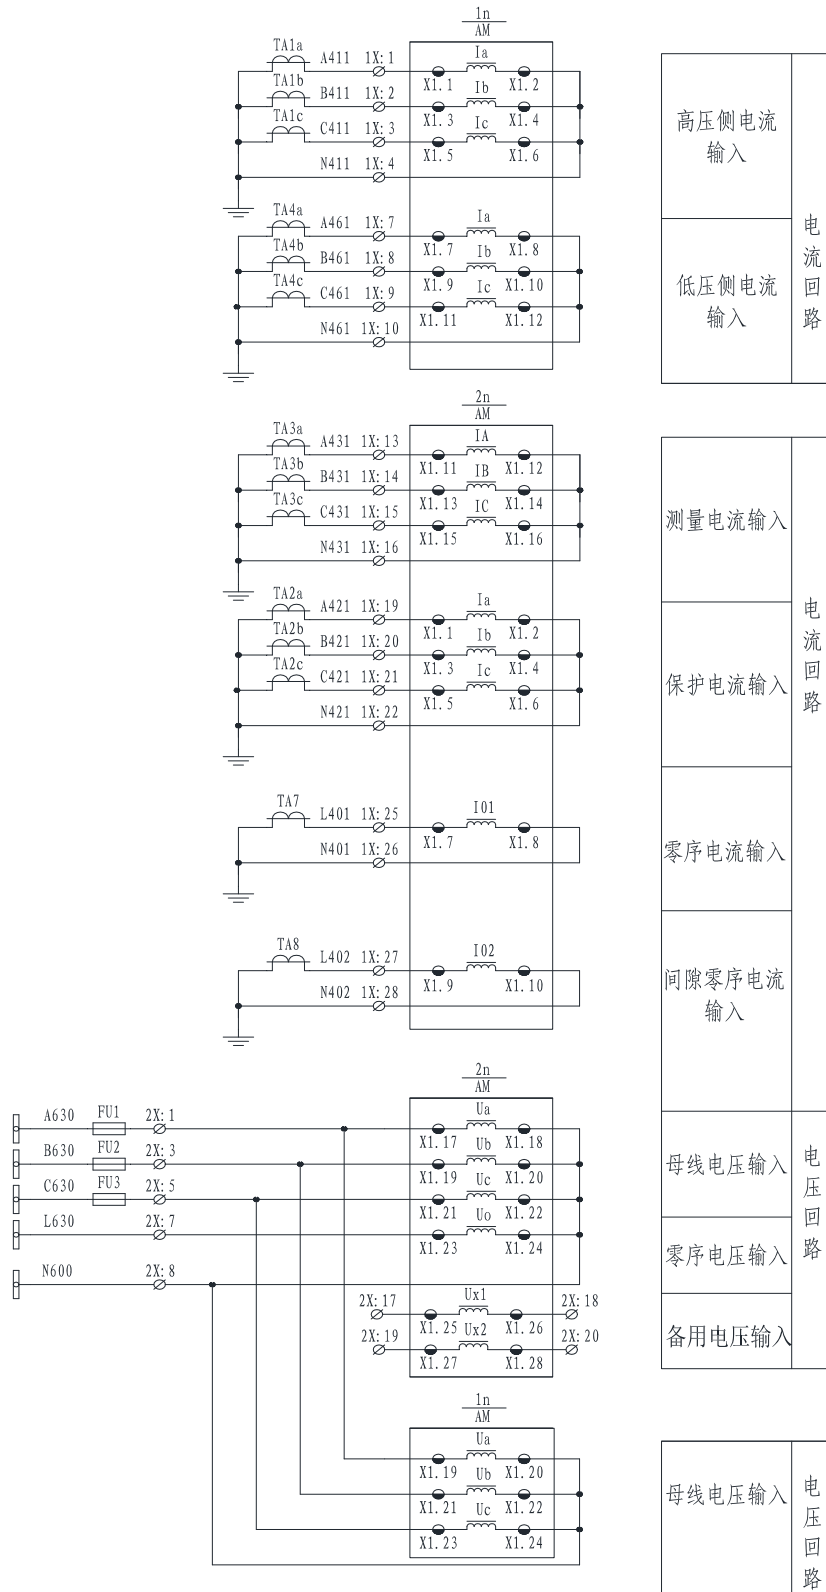 1n
AM
TA1a A411 1X:1 Ia
X1.1 X1.2
TA1b B411 1X:2 Ib
X1.3 X1.4
TA1c C411 1X:3 Ic
X1.5 X1.6
N411 1X:4
高压侧电流
输入
TA4a A461 1X:7 Ia
X1.7 X1.8
TA4b B461 1X:8 Ib
X1.9 X1.10
TA4c C461 1X:9 Ic
X1.11 X1.12
N461 1X:10
低压侧电流
输入
电流回路
2n
AM
TA3a A431 1X:13 IA
X1.11 X1.12
TA3b B431 1X:14 IB
X1.13 X1.14
TA3c C431 1X:15 IC
X1.15 X1.16
N431 1X:16
测量电流输入
TA2a A421 1X:19 Ia
X1.1 X1.2
TA2b B421 1X:20 Ib
X1.3 X1.4
TA2c C421 1X:21 Ic
X1.5 X1.6
N421 1X:22
保护电流输入
电流回路
TA7 L401 1X:25 I01
X1.7 X1.8
N401 1X:26
零序电流输入
TA8 L402 1X:27 I02
X1.9 X1.10
N402 1X:28
间隙零序电流
输入
2n
AM
A630 FU1 2X:1 Ua
X1.17 X1.18
B630 FU2 2X:3 Ub
X1.19 X1.20
C630 FU3 2X:5 Uc
X1.21 X1.22
L630 2X:7 Uo
X1.23 X1.24
N600 2X:8
母线电压输入
零序电压输入
电压回路
2X:17 Ux1 2X:18
X1.25 X1.26
2X:19 Ux2 2X:20
X1.27 X1.28
备用电压输入
1n
AM
Ua
X1.19 X1.20
Ub
X1.21 X1.22
Uc
X1.23 X1.24
母线电压输入
电压回路